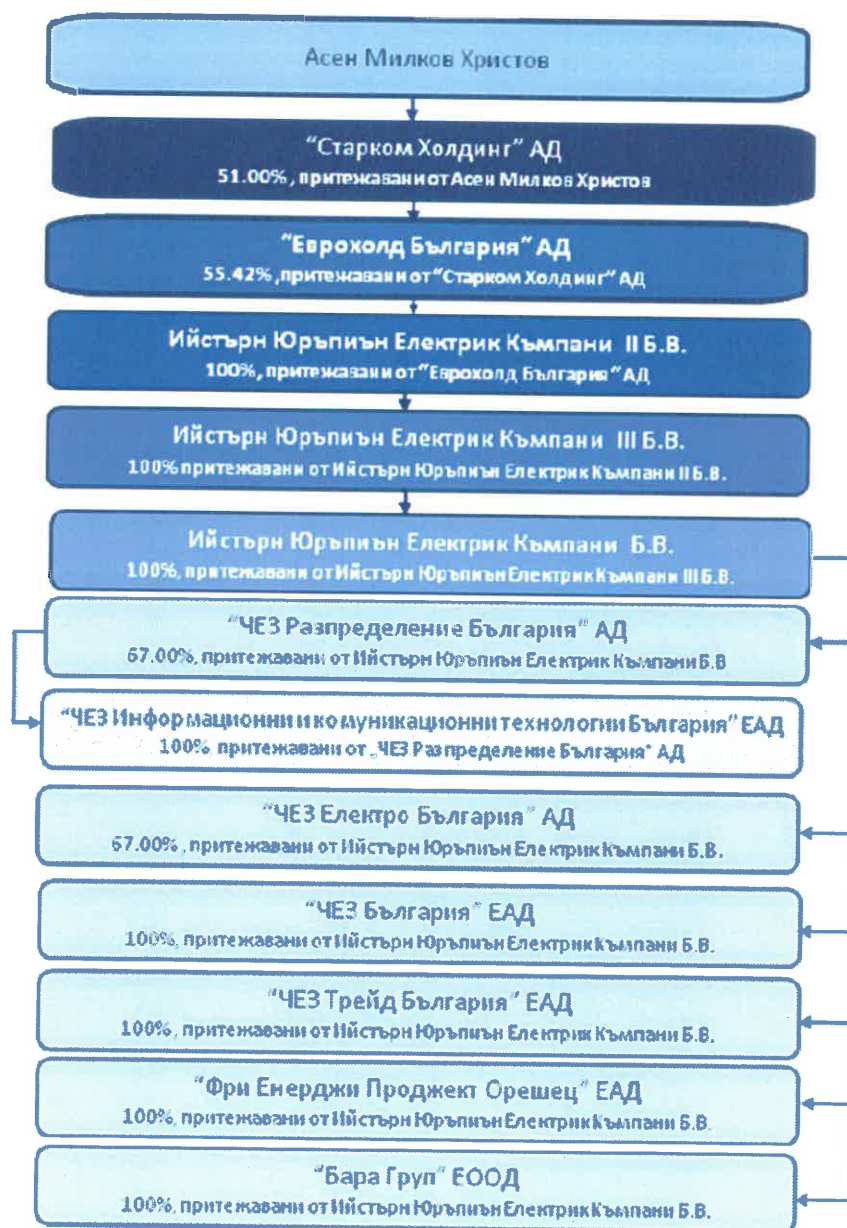 Асен Милков Христов
"Старком Холдинг" АД
51.00%, притежавани от Асен Милков Христов
"Еврохолд България" АД
55.42%, притежавани от "Старком Холдинг" АД
Ийстърн Юръпиън Електрик Къмпани II Б.В.
100%, притежавани от "Еврохолд България" АД
Ийстърн Юръпиън Електрик Къмпани III Б.В.
100% притежавани от Ийстърн Юръпиън Електрик Къмпани II Б.В.
Ийстърн Юръпиън Електрик Къмпани Б.В.
100%, притежавани от Ийстърн Юръпиън Електрик Къмпани III Б.В.
"ЧЕЗ Разпределение България" АД
67.00%, притежавани от Ийстърн Юръпиън Електрик Къмпани Б.В
"ЧЕЗ Информационни и комуникационни технологии България" ЕАД
100%, притежавани от „ЧЕЗ Разпределение България" АД
"ЧЕЗ Електро България" АД
67.00%, притежавани от Ийстърн Юръпиън Електрик Къмпани Б.В.
"ЧЕЗ България" ЕАД
100%, притежавани от Ийстърн Юръпиън Електрик Къмпани Б.В.
"ЧЕЗ Трейд България" ЕАД
100%, притежавани от Ийстърн Юръпиън Електрик Къмпани Б.В.
"Фри Енерджи Проджект Орешец" ЕАД
100%, притежавани от Ийстърн Юръпиън Електрик Къмпани Б.В.
"Бара Груп" ЕООД
100%, притежавани от Ийстърн Юръпиън Електрик Къмпани Б.В.